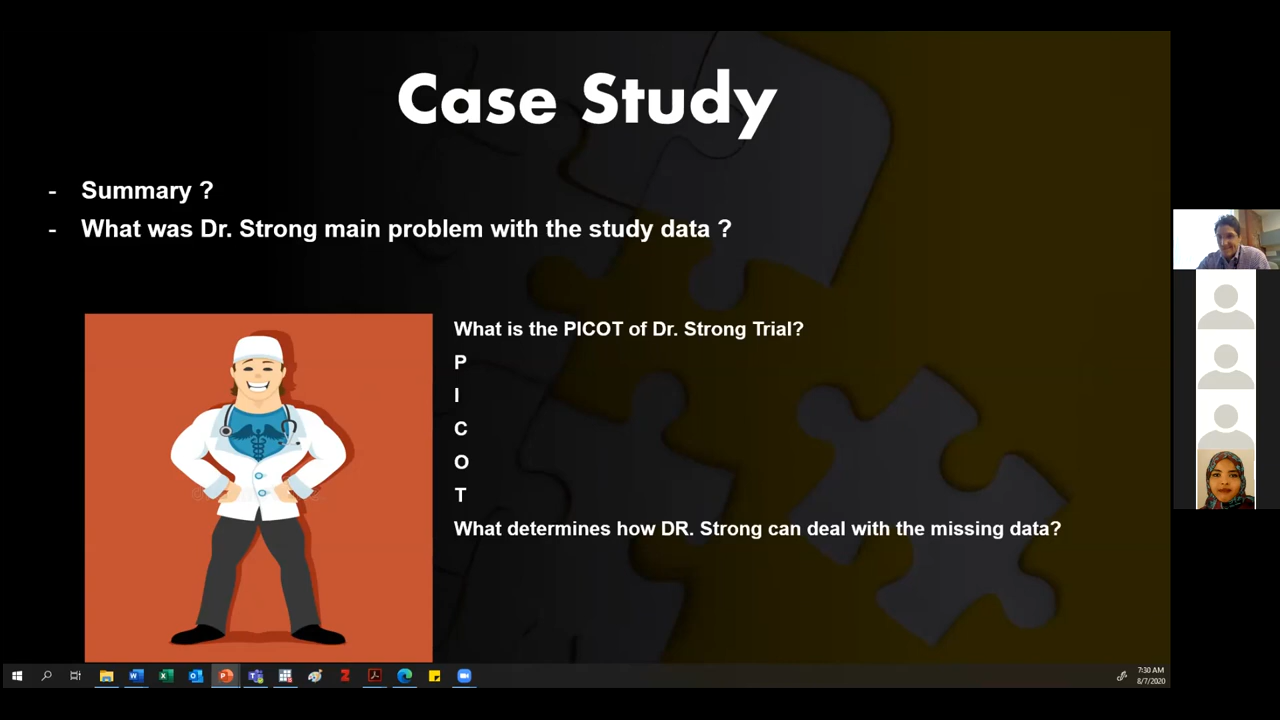 Case Study
- Summary ?
- What was Dr. Strong main problem with the study data ?
What is the PICOT of Dr. Strong Trial?
P
I
C
O
T
What determines how DR. Strong can deal with the missing data?
7:30 AM
8/7/2020